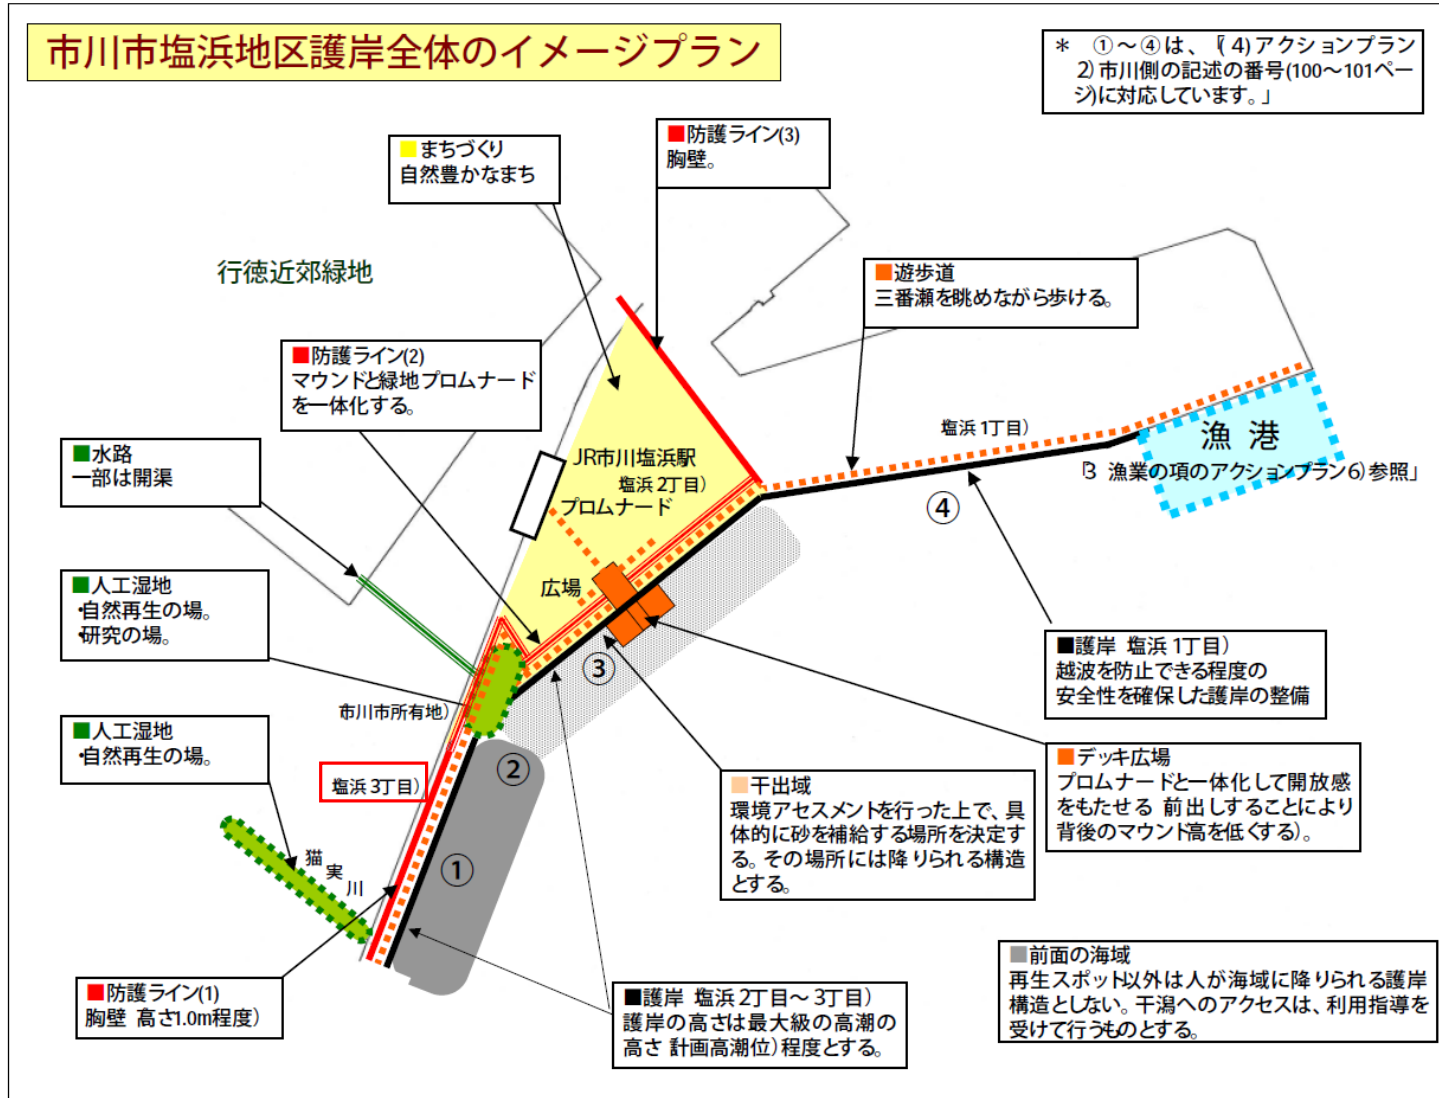 市川市塩浜地区護岸全体のイメージプラン
* ①～④は、『(4)アクションプラン
2)市川側の記述の番号(100～101ペー
ジ)に対応しています。」
■防護ライン(3)
胸壁。
■まちづくり
自然豊かなまち
行徳近郊緑地
■遊歩道
三番瀬を眺めながら歩ける。
■防護ライン(2)
マウンドと緑地プロムナード
を一体化する。
塩浜 1丁目)
漁 港
「3 漁業の項のアクションプラン6)参照」
■水路
一部は開渠
JR市川塩浜駅
塩浜 2丁目)
プロムナード
④
■人工湿地
・自然再生の場。
・研究の場。
広場
③
■護岸 塩浜 1丁目)
越波を防止できる程度の
安全性を確保した護岸の整備
市川市所有地)
■人工湿地
・自然再生の場。
塩浜 3丁目)
②
■干出域
環境アセスメントを行った上で、具
体的に砂を補給する場所を決定す
る。その場所には降りられる構造
とする。
■デッキ広場
プロムナードと一体化して開放感
をもたせる 前出しすることにより
背後のマウンド高を低くする)。
猫
実
川
①
■防護ライン(1)
胸壁 高さ1.0m程度)
■護岸 塩浜 2丁目～ 3丁目)
護岸の高さは最大級の高潮の
高さ 計画高潮位)程度とする。
■前面の海域
再生スポット以外は人が海域に降りられる護岸
構造としない。干潟へのアクセスは、利用指導を
受けて行うものとする。